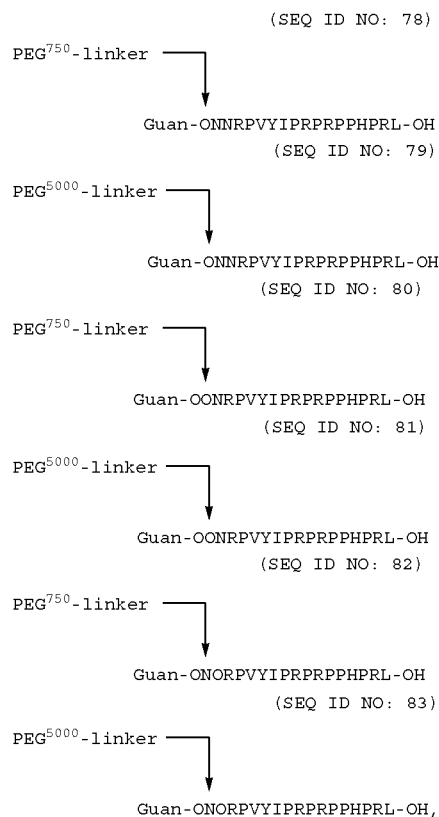 (SEQ ID NO: 78)
PEG750-linker
Guan-ONNRPVYIPRPRPPHPRL-OH
(SEQ ID NO: 79)
PEG5000-linker
Guan-ONNRPVYIPRPRPPHPRL-OH
(SEQ ID NO: 80)
PEG750-linker
Guan-OONRPVYIPRPRPPHPRL-OH
(SEQ ID NO: 81)
PEG5000-linker
Guan-OONRPVYIPRPRPPHPRL-OH
(SEQ ID NO: 82)
PEG750-linker
Guan-ONORPVYIPRPRPPHPRL-OH
(SEQ ID NO: 83)
PEG5000-linker
Guan-ONORPVYIPRPRPPHPRL-OH,